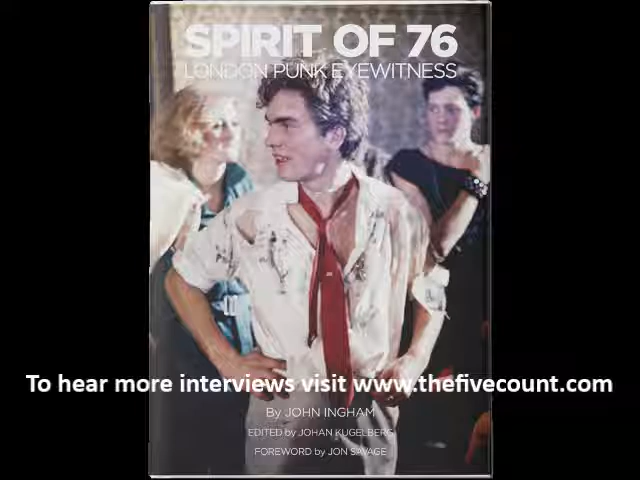 SPIRIT OF 76
LONDON PUNK EYEWITNESS
To hear more interviews visit www.thefivecount.com
By JOHN INGHAM
EDITED by JOHAN KUGELBERG
FOREWORD by JON SAVAGE